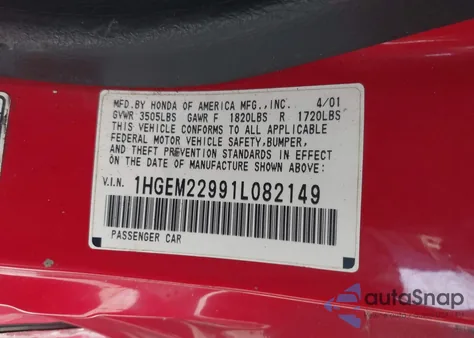 MFD.BY HONDA OF AMERICA MFG.,INC. 4/01
GVWR 3505LBS GAWR F 1820LBS R 1720LBS
THIS VEHICLE CONFORMS TO ALL APPLICABLE
FEDERAL MOTOR VEHICLE SAFETY,BUMPER,
AND THEFT PREVENTION STANDARDS IN EFFECT
ON THE DATE OF MANUFACTURE SHOWN ABOVE:
V.I.N. 1HGEM22991L082149
PASSENGER CAR
autoSnap